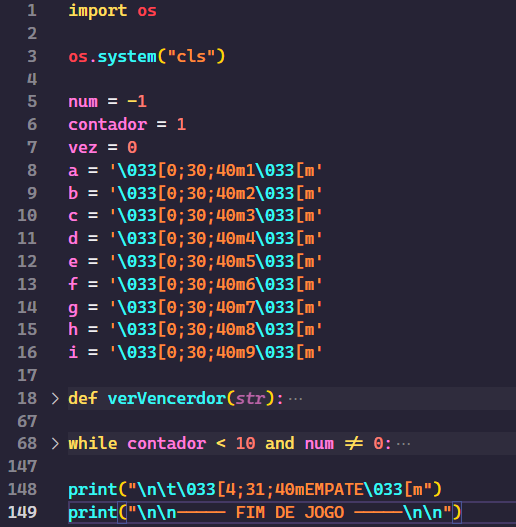 1 import os
2
3 os.system("cls")
4
5 num = -1
6 contador = 1
7 vez = 0
8 a = '\033[0;30;40m1\033[m'
9 b = '\033[0;30;40m2\033[m'
10 c = '\033[0;30;40m3\033[m'
11 d = '\033[0;30;40m4\033[m'
12 e = '\033[0;30;40m5\033[m'
13 f = '\033[0;30;40m6\033[m'
14 g = '\033[0;30;40m7\033[m'
15 h = '\033[0;30;40m8\033[m'
16 i = '\033[0;30;40m9\033[m'
17
18 > def verVencerdor(str):···
67
68 > while contador < 10 and num ≠ 0:···
147
148 print("\n\t\033[4;31;40mEMPATE\033[m")
149 print("\n\n————— FIM DE JOGO —————\n\n")